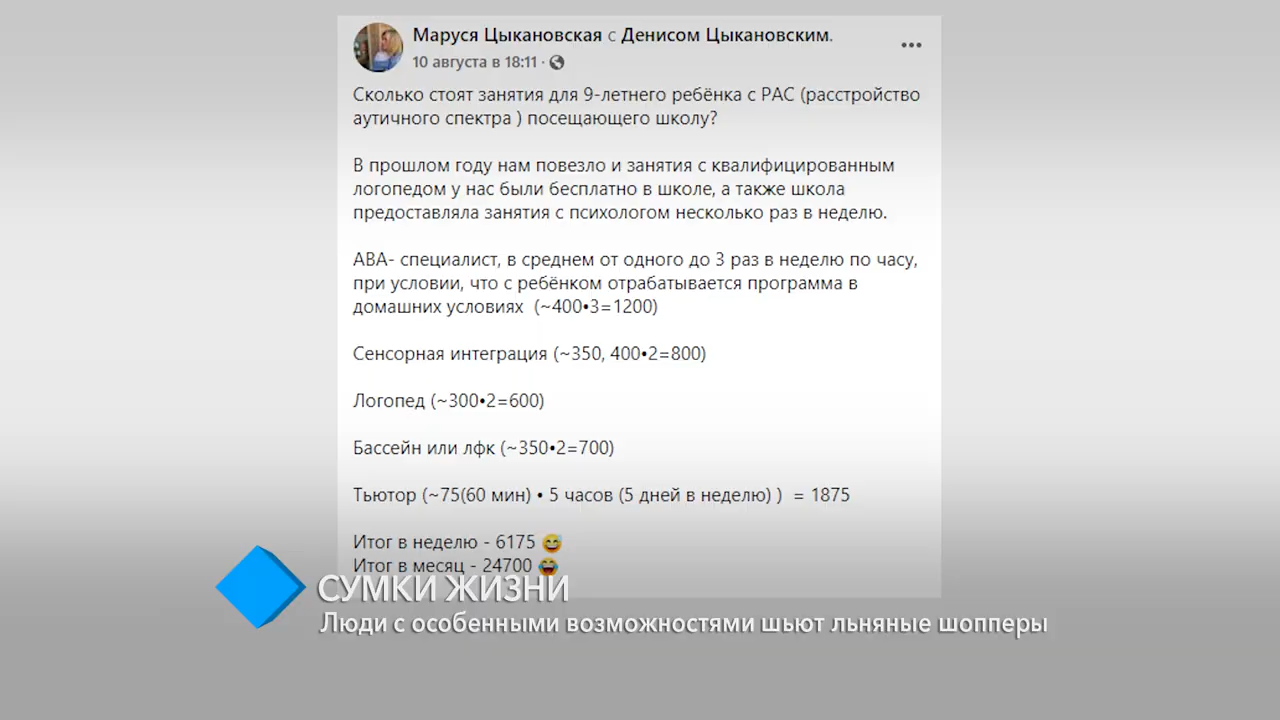 Маруся Цыкановская с Денисом Цыкановским.
10 августа в 18:11 ·
Сколько стоят занятия для 9-летнего ребёнка с РАС (расстройство
аутичного спектра ) посещающего школу?
В прошлом году нам повезло и занятия с квалифицированным
логопедом у нас были бесплатно в школе, а также школа
предоставляла занятия с психологом несколько раз в неделю.
АВА- специалист, в среднем от одного до 3 раз в неделю по часу,
при условии, что с ребёнком отрабатывается программа в
домашних условиях (~400•3=1200)
Сенсорная интеграция (~350, 400•2=800)
Логопед (~300•2=600)
Бассейн или лфк (~350•2=700)
Тьютор (~75(60 мин) • 5 часов (5 дней в неделю) ) = 1875
Итог в неделю - 6175 😅
Итог в месяц - 24700 😂
СУМКИ ЖИЗНИ
Люди с особенными возможностями шьют льняные шопперы